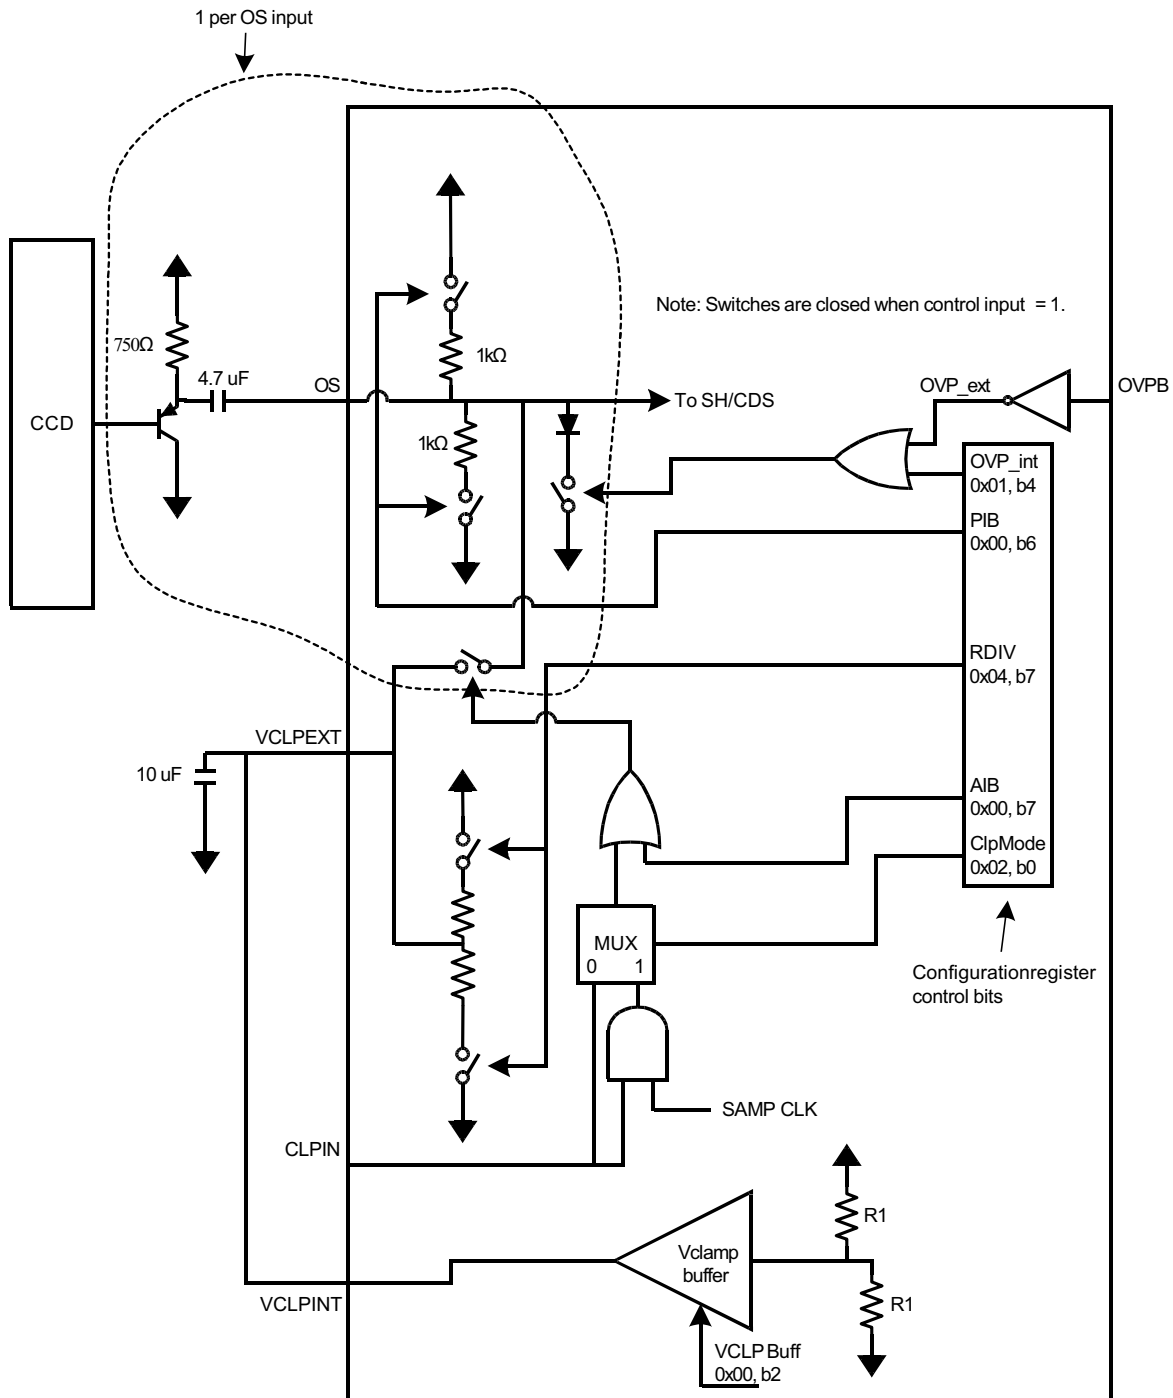 1 per OS input
Note: Switches are closed when control input = 1.
750Ω
1kΩ
4.7 uF
OS
OVP_ext
OVPB
To SH/CDS
CCD
1kΩ
OVP_int
0x01, b4
PIB
0x00, b6
RDIV
0x04, b7
VCLPEXT
10 uF
AIB
0x00, b7
ClpMode
0x02, b0
MUX
0 1
Configurationregister
control bits
SAMP CLK
CLPIN
R1
Vclamp
buffer
R1
VCLPINT
VCLP Buff
0x00, b2